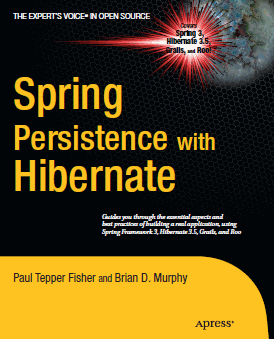 THE EXPERT'S VOICE® IN OPEN SOURCE
Covers
Spring 3,
Hibernate 3.5,
Grails, and Roo!
Spring
Persistence with
Hibernate
Guides you through the essential aspects and
best practices of building a real application, using
Spring Framework 3, Hibernate 3.5, Grails, and Roo
Paul Tepper Fisher and Brian D. Murphy
Apress®